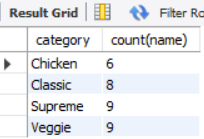 Result Grid Filter Ro
category count(name)
Chicken 6
Classic 8
Supreme 9
Veggie 9